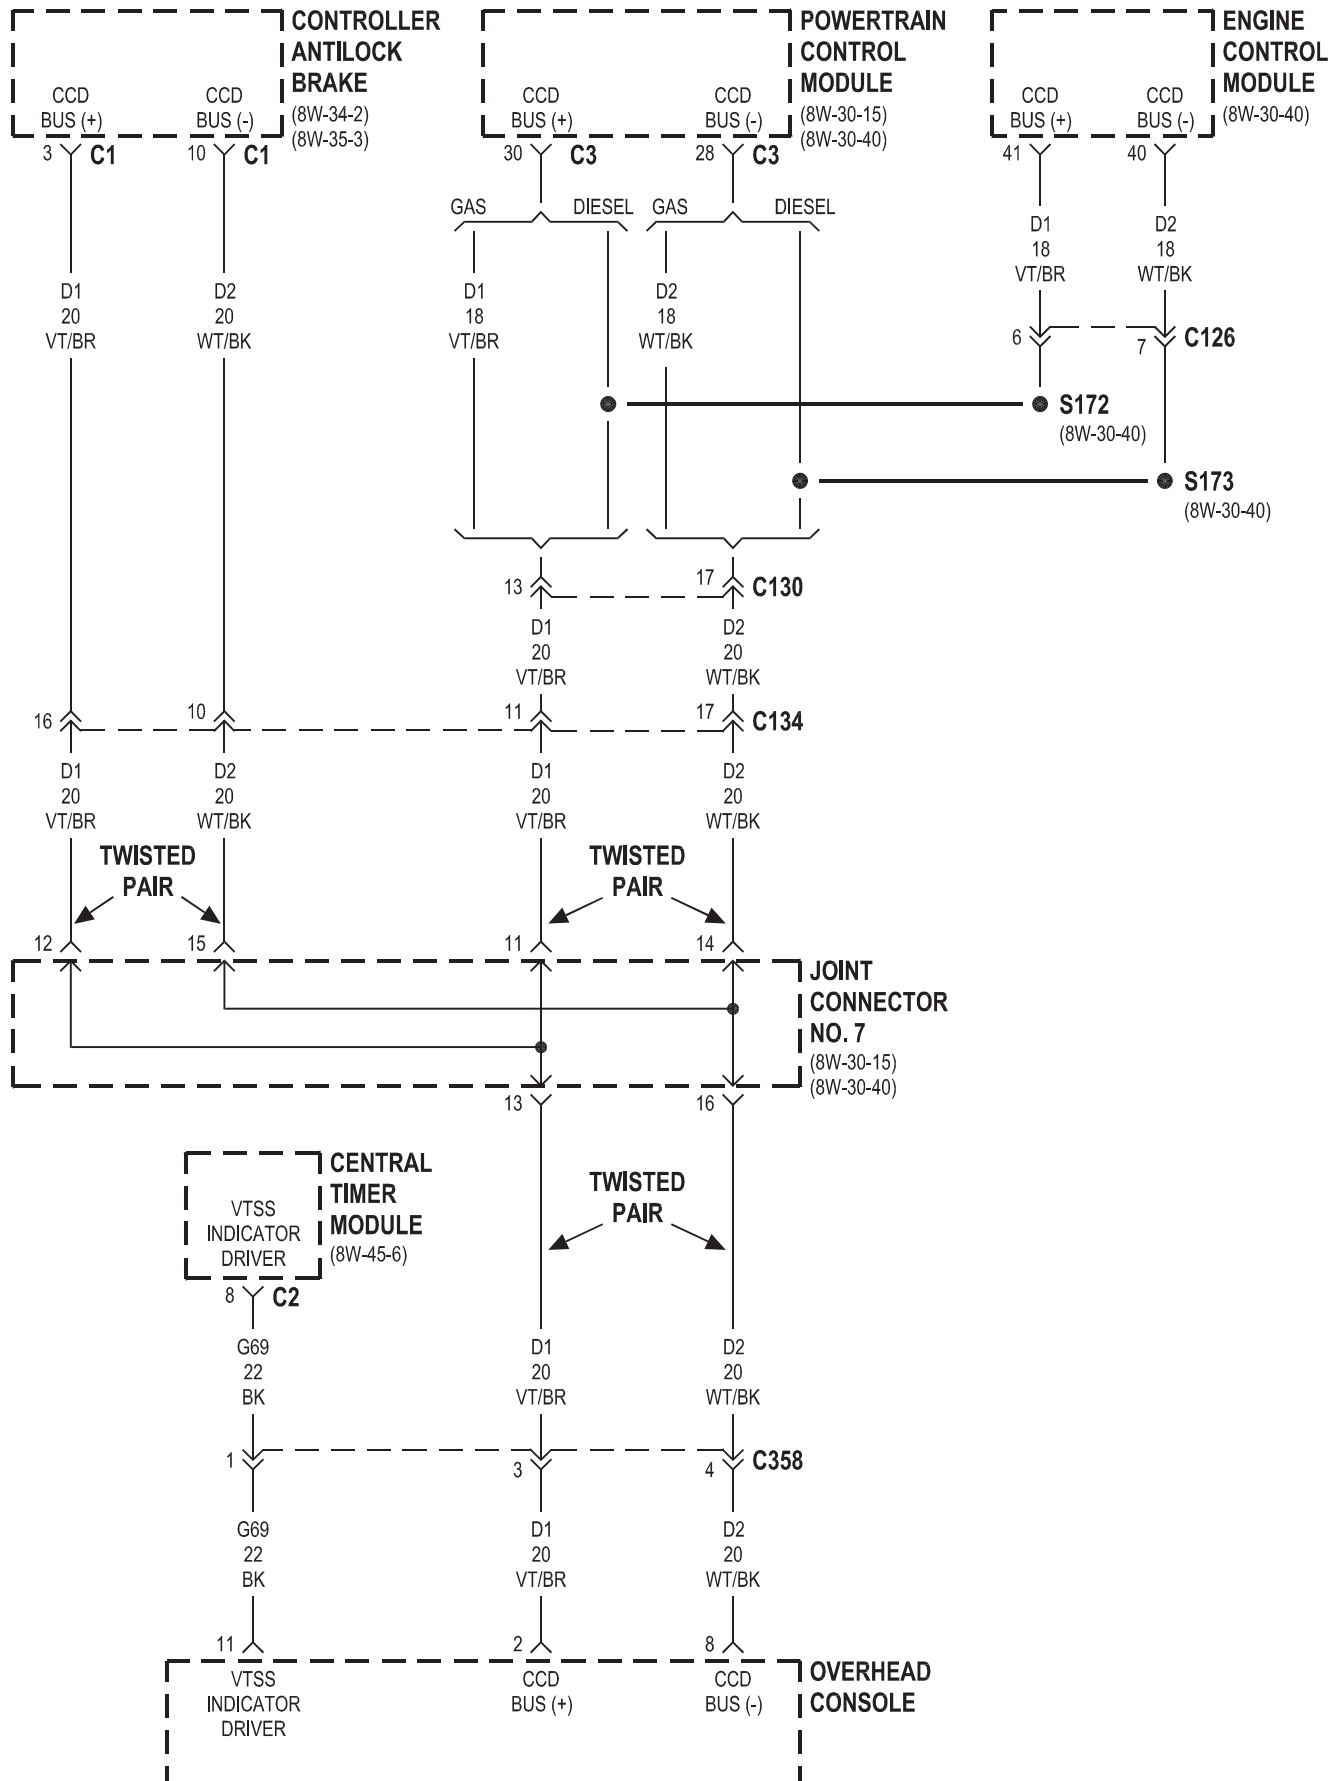 CONTROLLER
ANTILOCK
BRAKE
(8W-34-2)
(8W-35-3)
CCD
BUS (+)
CCD
BUS (-)
3
C1
10
C1
POWERTRAIN
CONTROL
MODULE
(8W-30-15)
(8W-30-40)
CCD
BUS (+)
CCD
BUS (-)
30
C3
28
C3
ENGINE
CONTROL
MODULE
(8W-30-40)
CCD
BUS (+)
CCD
BUS (-)
41
40
GAS
DIESEL
GAS
DIESEL
D1
18
VT/BR
D2
18
WT/BK
D1
20
VT/BR
D2
20
WT/BK
D1
18
VT/BR
D2
18
WT/BK
6
7
C126
S172
(8W-30-40)
S173
(8W-30-40)
13
17
C130
D1
20
VT/BR
D2
20
WT/BK
16
10
11
17
C134
D1
20
VT/BR
D2
20
WT/BK
D1
20
VT/BR
D2
20
WT/BK
TWISTED
PAIR
TWISTED
PAIR
12
15
11
14
JOINT
CONNECTOR
NO. 7
(8W-30-15)
(8W-30-40)
13
16
CENTRAL
TIMER
MODULE
(8W-45-6)
VTSS
INDICATOR
DRIVER
8
C2
TWISTED
PAIR
G69
22
BK
D1
20
VT/BR
D2
20
WT/BK
1
3
4
C358
G69
22
BK
D1
20
VT/BR
D2
20
WT/BK
11
2
8
VTSS
INDICATOR
DRIVER
CCD
BUS (+)
CCD
BUS (-)
OVERHEAD
CONSOLE